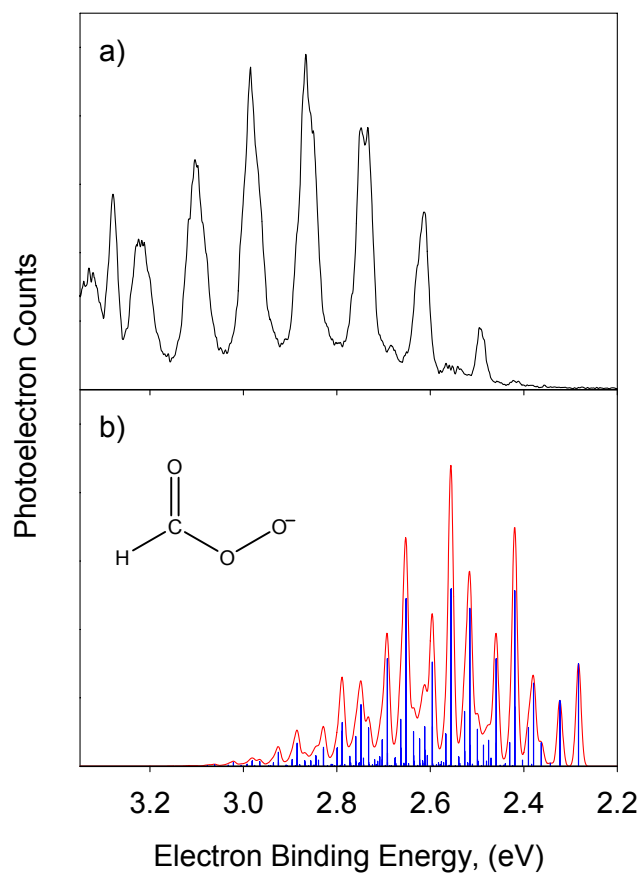 a)
Photoelectron Counts
b)
O
O⁻
H
C
O
3.2 3.0 2.8 2.6 2.4 2.2
Electron Binding Energy, (eV)